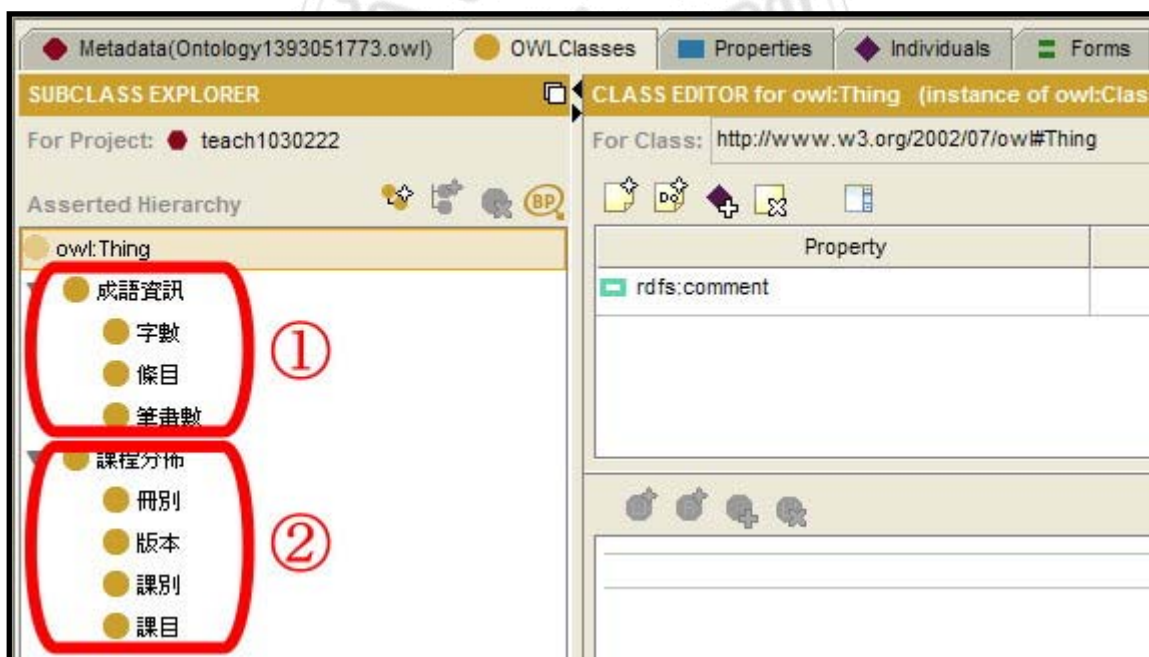 Metadata(Ontology1393051773.owl) OWLClasses Properties Individuals Forms
SUBCLASS EXPLORER
For Project: teach1030222
Asserted Hierarchy
BP
owl:Thing
成語資訊
字數
條目
筆畫數
①
課程分佈
冊別
版本
課別
課目
②
CLASS EDITOR for owl:Thing (instance of owl:Clas
For Class: http://www.w3.org/2002/07/owl#Thing
Property
rdfs:comment